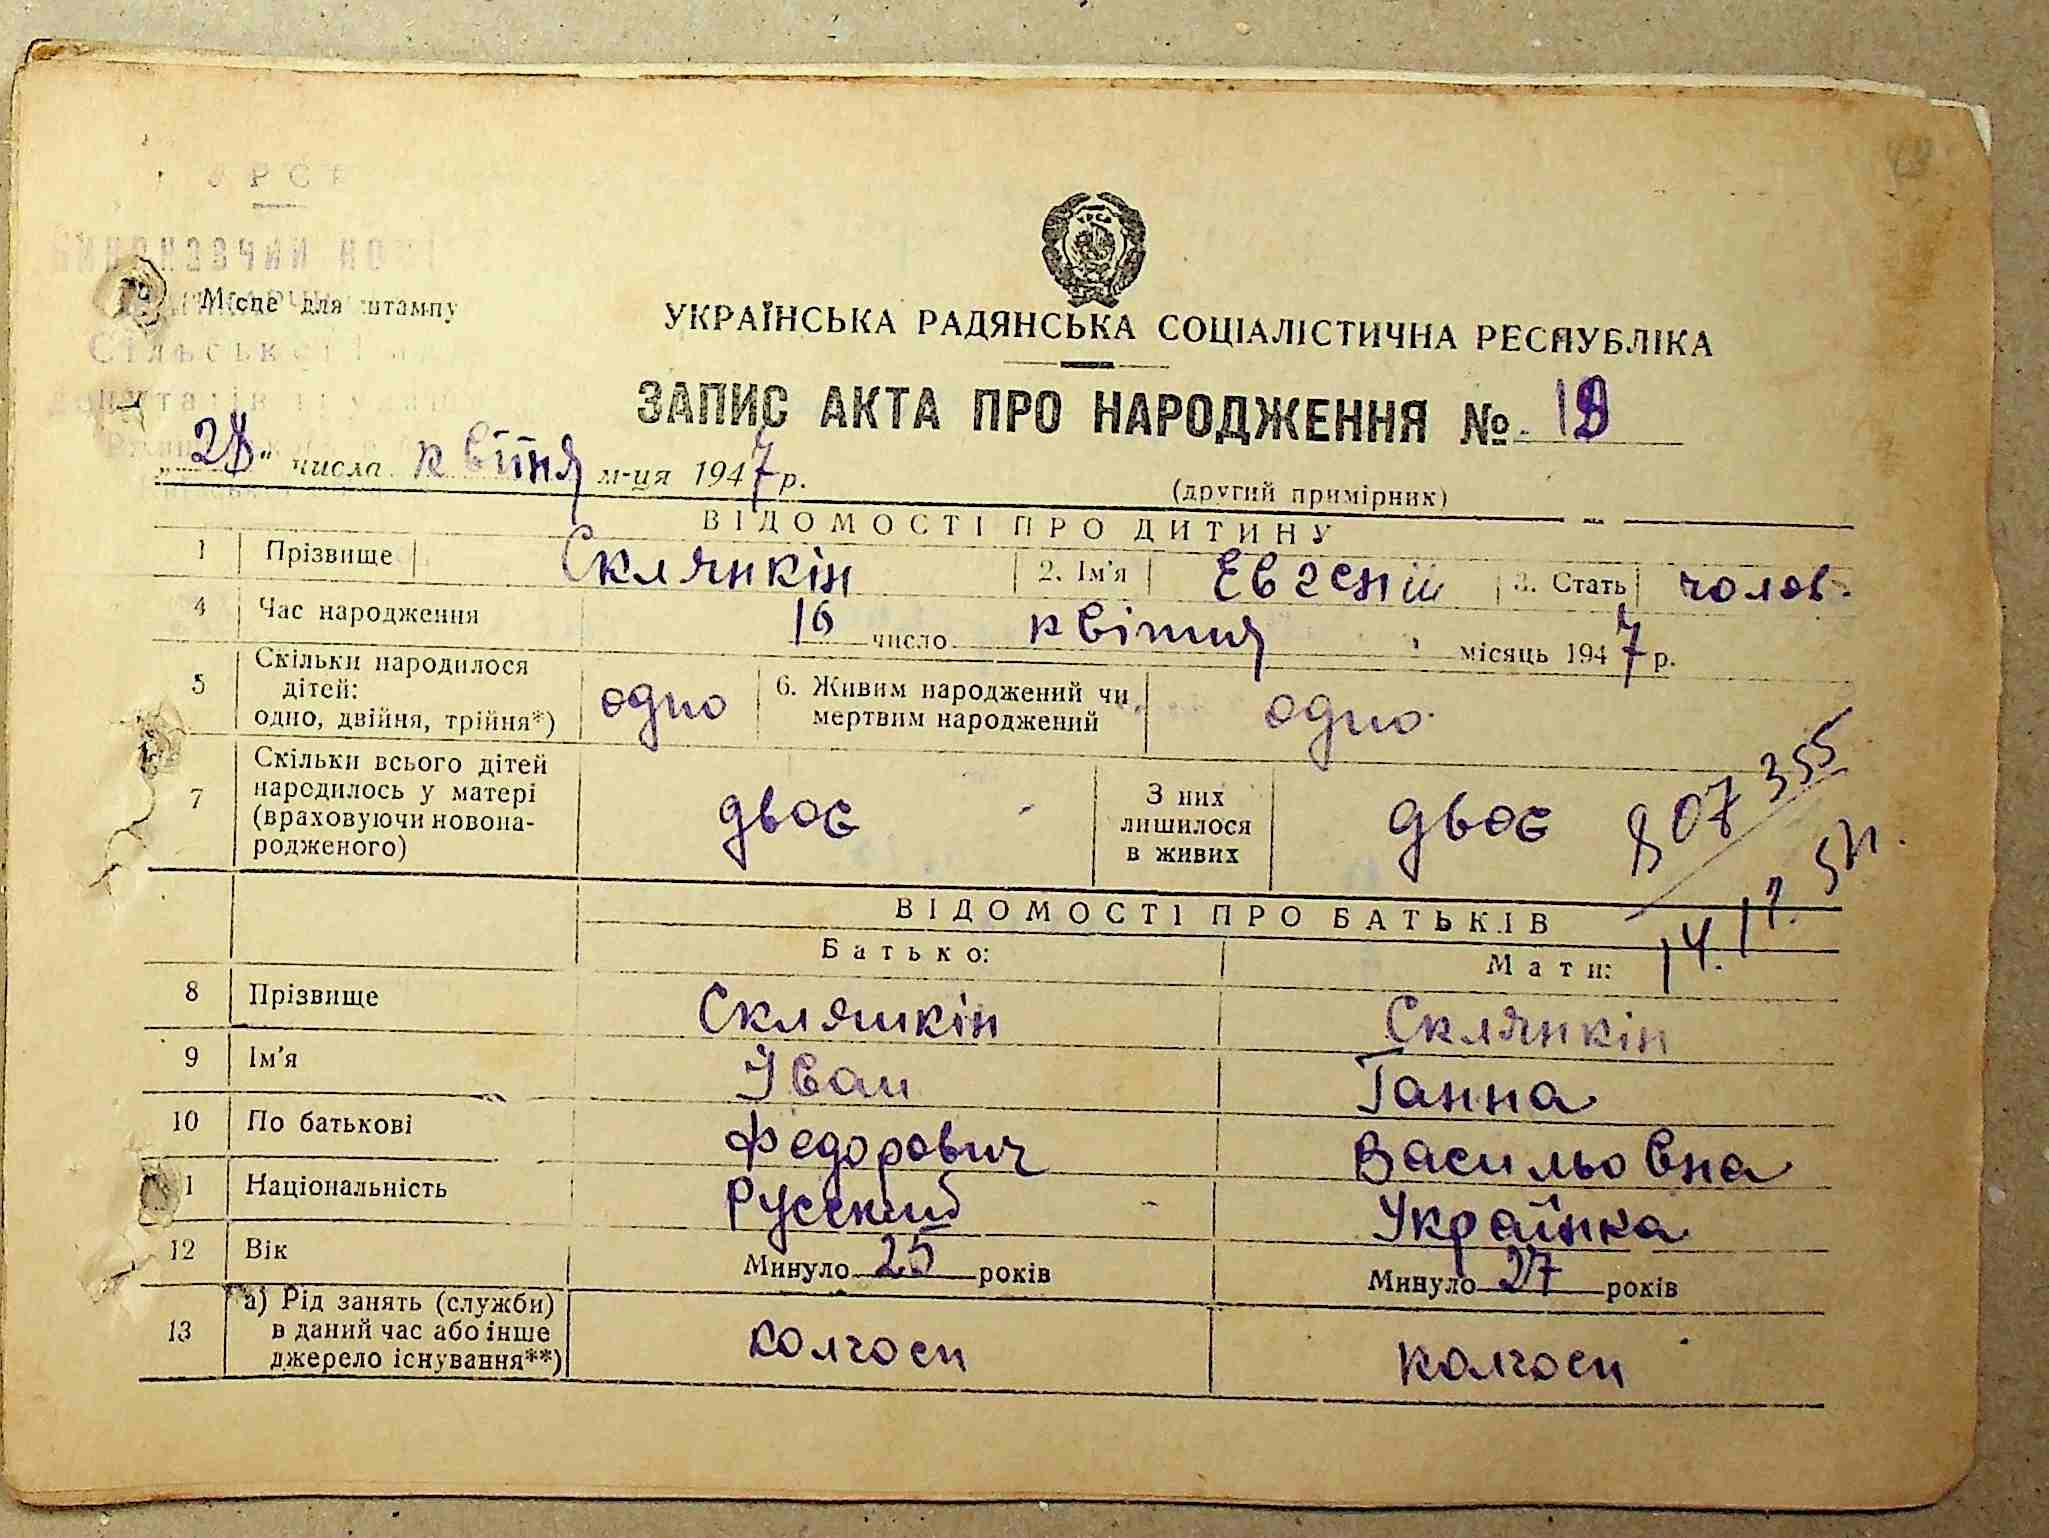 Місце для штампу
УКРАЇНСЬКА РАДЯНСЬКА СОЦІАЛІСТИЧНА РЕСПУБЛІКА
ЗАПИС АКТА ПРО НАРОДЖЕННЯ №
числа квітня м-ця 1947 р.
(другий примірник)
ВІДОМОСТІ ПРО ДИТИНУ
1 Прізвище Склянкін 2. Ім'я Евгеній 3. Стать чолов.
4 Час народження 16 число квітня місяць 1947 р.
5 Скільки народилося дітей: одно, двійня, трійня*) одно 6. Живим народжений чи мертвим народжений одно
7 Скільки всього дітей народилось у матері (враховуючи новонародженого) двоє З них лишилося в живих двоє
807 355
ВІДОМОСТІ ПРО БАТЬКІВ
Батько: Мати:
8 Прізвище Склянкін Склянкін
9 Ім'я Іван Ганна
10 По батькові Федорович Васильовна
1 Національність Русский Українка
12 Вік Минуло 25 років Минуло 27 років
13 а) Рід занять (служби) в даний час або інше джерело існування**) колгосп колгосп